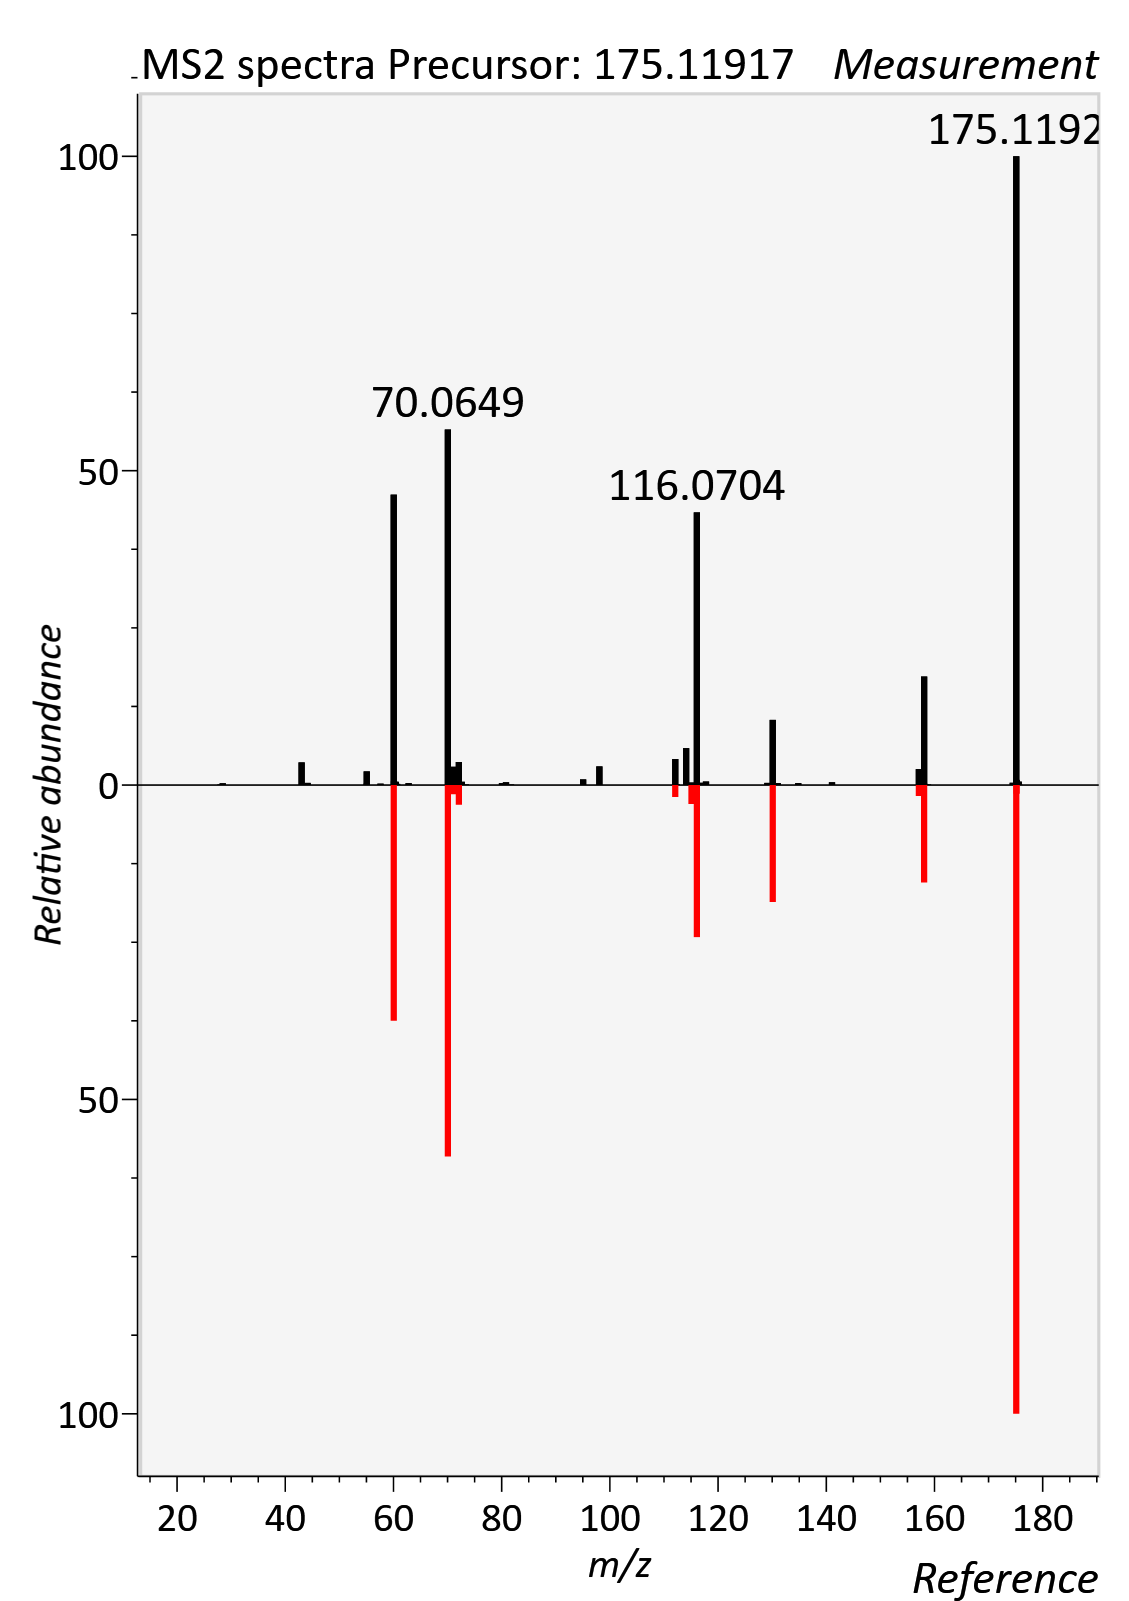 MS2 spectra Precursor: 175.11917 Measurement
175.1192
100
70.0649
50
116.0704
0
Relative abundance
50
100
20 40 60 80 100 120 140 160 180
m/z
Reference